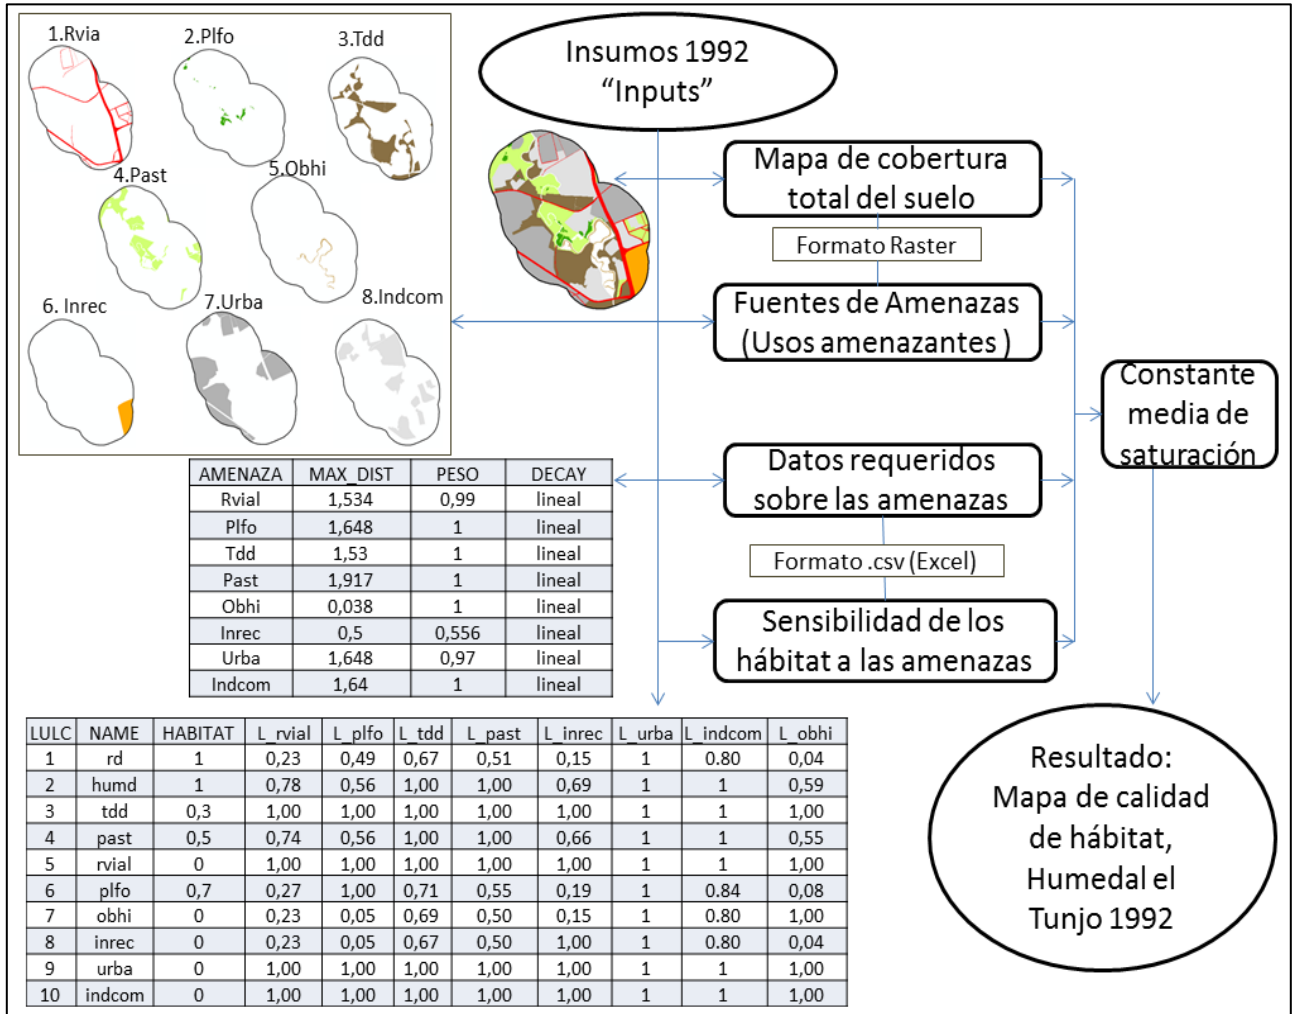 1.Rvia
2.Plfo
3.Tdd
4.Past
5.Obhi
6. Inrec
7.Urba
8.Indcom
Insumos 1992
“Inputs”
Mapa de cobertura
total del suelo
Formato Raster
Fuentes de Amenazas
(Usos amenazantes )
Datos requeridos
sobre las amenazas
Formato .csv (Excel)
Sensibilidad de los
hábitat a las amenazas
Constante
media de
saturación
AMENAZA MAX_DIST PESO DECAY
Rvial 1,534 0,99 lineal
Plfo 1,648 1 lineal
Tdd 1,53 1 lineal
Past 1,917 1 lineal
Obhi 0,038 1 lineal
Inrec 0,5 0,556 lineal
Urba 1,648 0,97 lineal
Indcom 1,64 1 lineal
LULC NAME HABITAT L_rvial L_plfo L_tdd L_past L_inrec L_urba L_indcom L_obhi
1 rd 1 0,23 0,49 0,67 0,51 0,15 1 0.80 0,04
2 humd 1 0,78 0,56 1,00 1,00 0,69 1 1 0,59
3 tdd 0,3 1,00 1,00 1,00 1,00 1,00 1 1 1,00
4 past 0,5 0,74 0,56 1,00 1,00 0,66 1 1 0,55
5 rvial 0 1,00 1,00 1,00 1,00 1,00 1 1 1,00
6 plfo 0,7 0,27 1,00 0,71 0,55 0,19 1 0.84 0,08
7 obhi 0 0,23 0,05 0,69 0,50 0,15 1 0.80 1,00
8 inrec 0 0,23 0,05 0,67 0,50 1,00 1 0.80 0,04
9 urba 0 1,00 1,00 1,00 1,00 1,00 1 1 1,00
10 indcom 0 1,00 1,00 1,00 1,00 1,00 1 1 1,00
Resultado:
Mapa de calidad
de hábitat,
Humedal el
Tunjo 1992